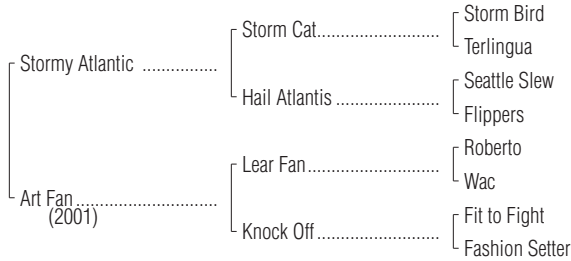 Storm Bird
Storm Cat....................................
Terlingua
Stormy Atlantic ................
Seattle Slew
Hail Atlantis ..............................
Flippers
Roberto
Lear Fan......................................
Wac
Art Fan..................................
(2001)
Fit to Fight
Knock Off...................................
Fashion Setter